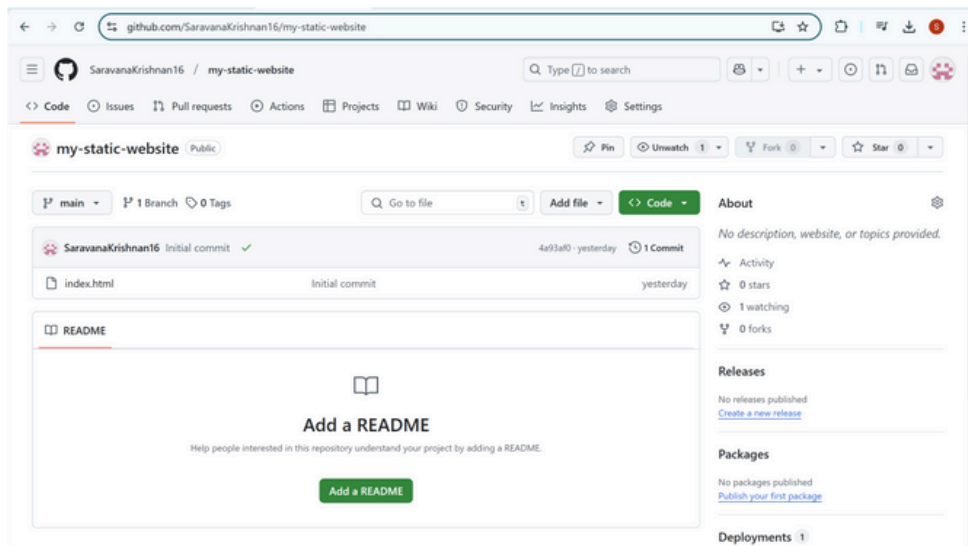 github.com/SaravanaKrishnan16/my-static-website
S
SaravanaKrishnan16 / my-static-website
Type / to search
<> Code Issues Pull requests Actions Projects Wiki Security Insights Settings
my-static-website Public
Pin Unwatch 1 Fork 0 Star 0
main 1 Branch 0 Tags
Go to file t Add file <> Code
SaravanaKrishnan16 Initial commit
4a93af0 · yesterday 1 Commit
index.html Initial commit yesterday
README
Add a README
Help people interested in this repository understand your project by adding a README.
Add a README
About
No description, website, or topics provided.
Activity
0 stars
1 watching
0 forks
Releases
No releases published
Create a new release
Packages
No packages published
Publish your first package
Deployments 1